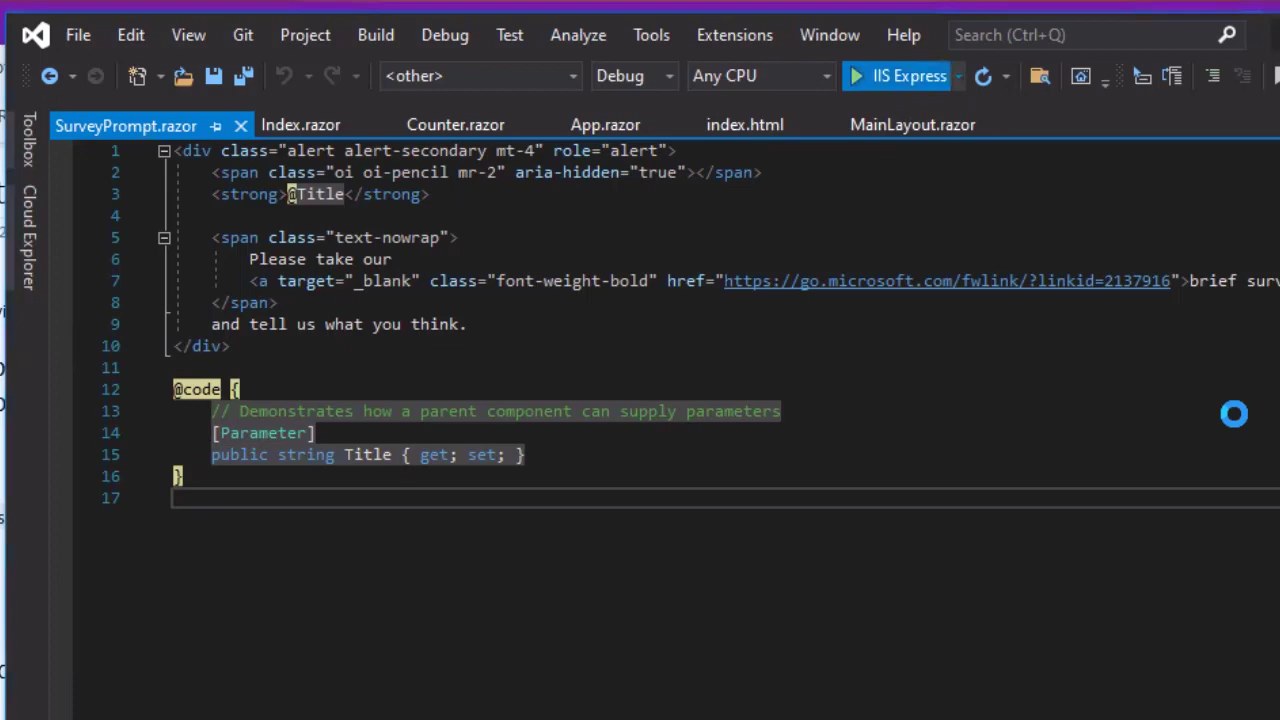 File Edit View Git Project Build Debug Test Analyze Tools Extensions Window Help Search (Ctrl+Q)
<other> Debug Any CPU IIS Express
SurveyPrompt.razor Index.razor Counter.razor App.razor index.html MainLayout.razor
Toolbox
Cloud Explorer
1 <div class="alert alert-secondary mt-4" role="alert">
2 <span class="oi oi-pencil mr-2" aria-hidden="true"></span>
3 <strong>@Title</strong>
4
5 <span class="text-nowrap">
6 Please take our
7 <a target="_blank" class="font-weight-bold" href="https://go.microsoft.com/fwlink/?linkid=2137916">brief surv
8 </span>
9 and tell us what you think.
10 </div>
11
12 @code {
13 // Demonstrates how a parent component can supply parameters
14 [Parameter]
15 public string Title { get; set; }
16 }
17